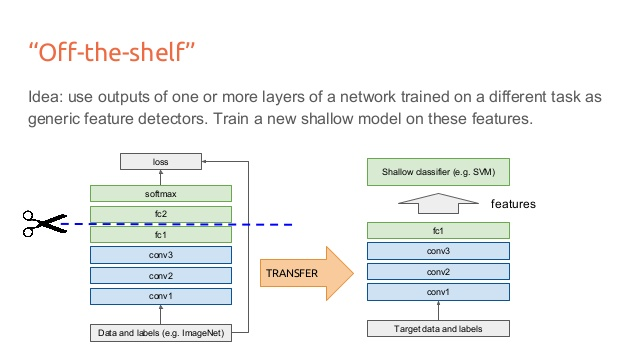 “Off-the-shelf”
Idea: use outputs of one or more layers of a network trained on a different task as
generic feature detectors. Train a new shallow model on these features.
loss
softmax
fc2
fc1
conv3
conv2
conv1
Data and labels (e.g. ImageNet)
TRANSFER
Shallow classifier (e.g. SVM)
features
fc1
conv3
conv2
conv1
Target data and labels